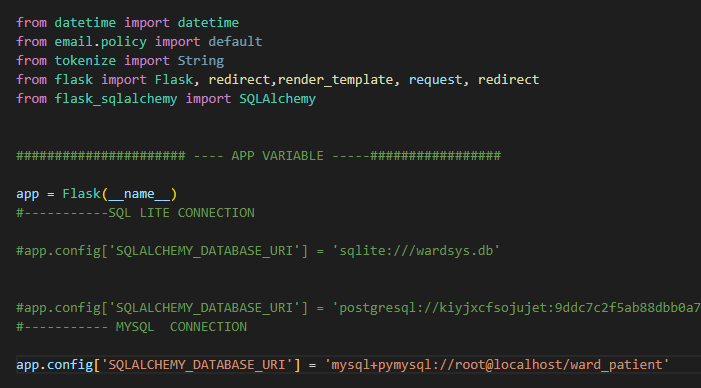 from datetime import datetime
from email.policy import default
from tokenize import String
from flask import Flask, redirect,render_template, request, redirect
from flask_sqlalchemy import SQLAlchemy
###################### ---- APP VARIABLE -----#################
app = Flask(__name__)
#-----------SQL LITE CONNECTION
#app.config['SQLALCHEMY_DATABASE_URI'] = 'sqlite:///wardsys.db'
#app.config['SQLALCHEMY_DATABASE_URI'] = 'postgresql://kiyjxcfsojujet:9ddc7c2f5ab88dbb0a7
#----------- MYSQL  CONNECTION
app.config['SQLALCHEMY_DATABASE_URI'] = 'mysql+pymysql://root@localhost/ward_patient'